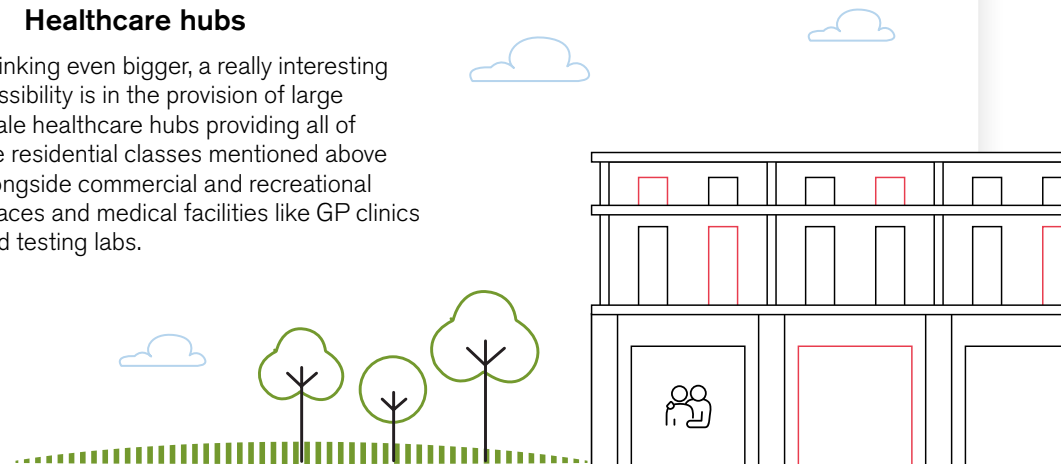 Healthcare hubs
inking even bigger, a really interesting
ssibility is in the provision of large
ale healthcare hubs providing all of
e residential classes mentioned above
ongside commercial and recreational
aces and medical facilities like GP clinics
d testing labs.